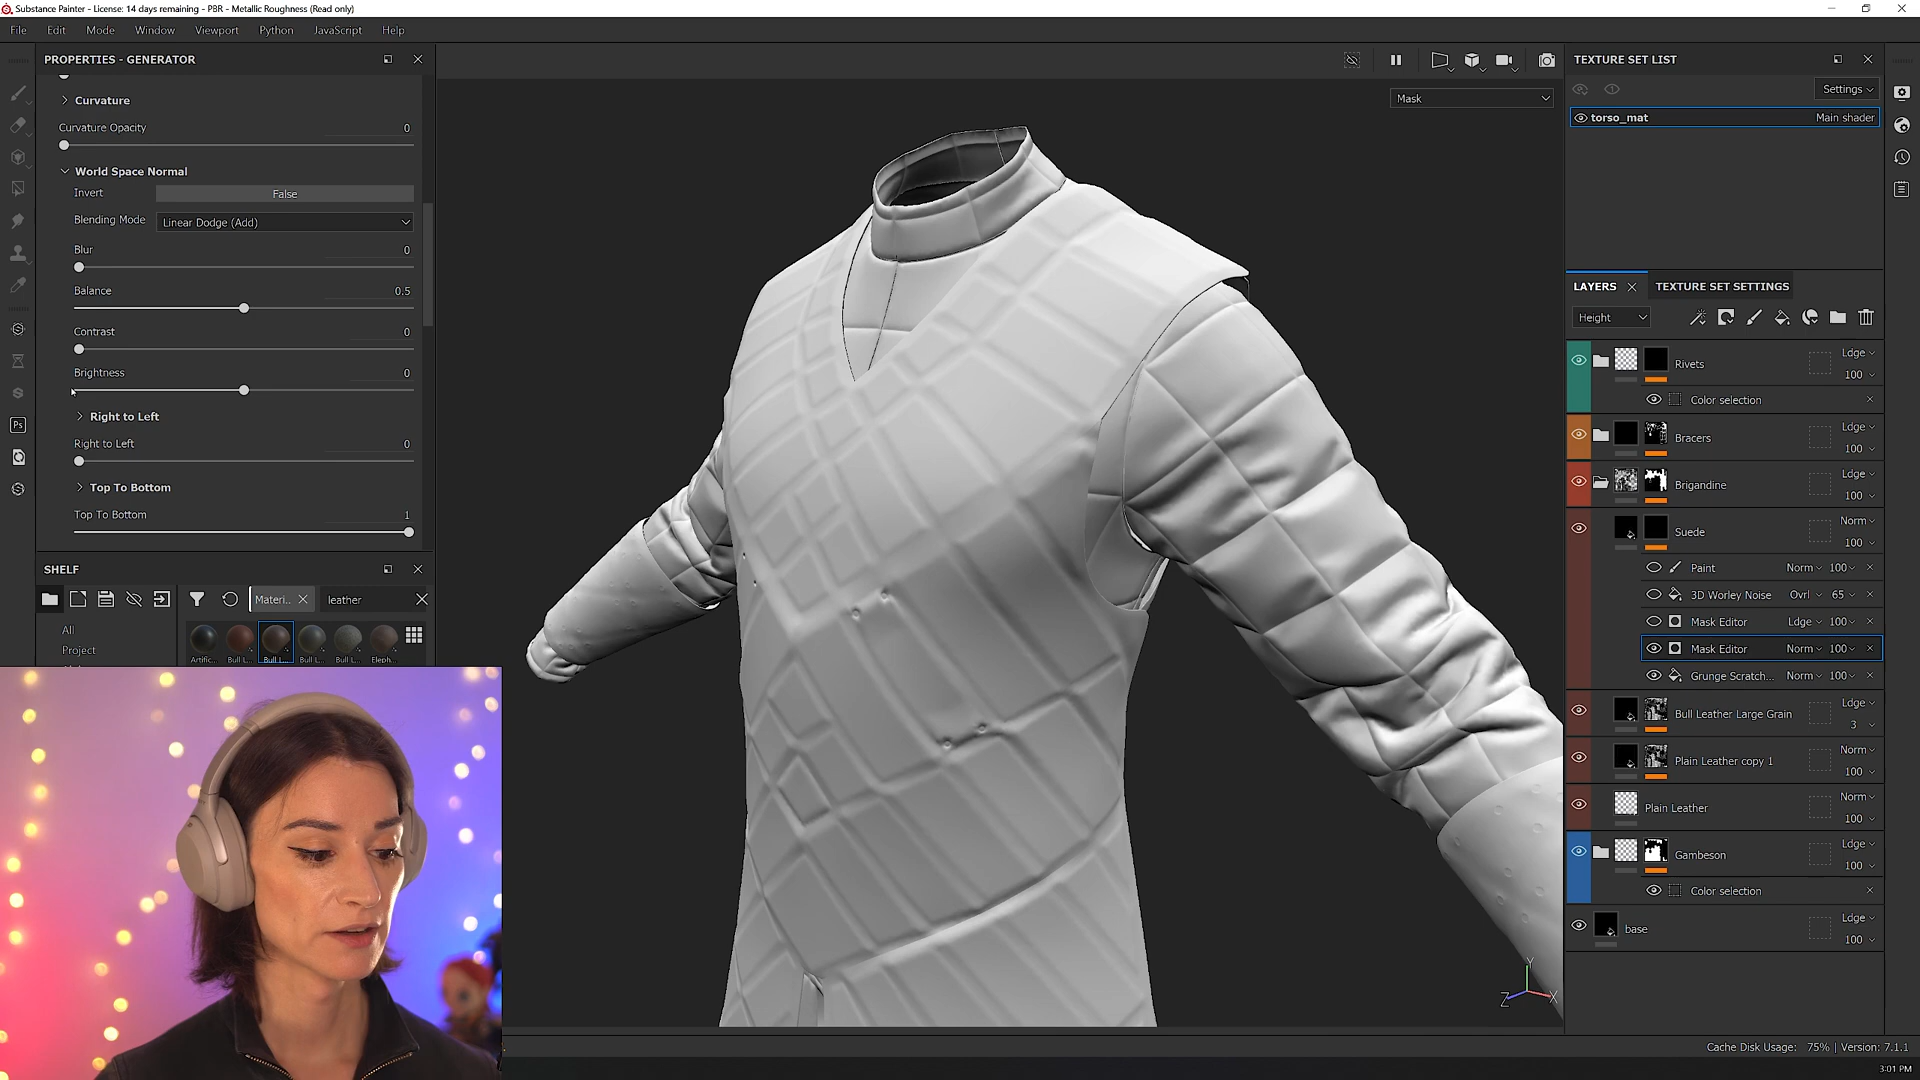 Substance Painter - License: 14 days remaining - PBR - Metallic Roughness (Read only)
File Edit Mode Window Viewport Python JavaScript Help
PROPERTIES - GENERATOR
Curvature
Curvature Opacity 0
World Space Normal
Invert False
Blending Mode Linear Dodge (Add)
Blur 0
Balance 0.5
Contrast 0
Brightness 0
Right to Left
Right to Left 0
Top To Bottom
Top To Bottom 1
SHELF
Materi.. leather
All
Project
Artific.. Bull L... Bull L... Bull L... Bull L... Eleph...
Ps
Mask
Y
Z X
TEXTURE SET LIST
Settings
torso_mat Main shader
LAYERS TEXTURE SET SETTINGS
Height
Rivets Ldge 100
Color selection
Bracers Ldge 100
Brigandine Ldge 100
Suede Norm 100
Paint Norm 100
3D Worley Noise Ovrl 65
Mask Editor Ldge 100
Mask Editor Norm 100
Grunge Scratch... Norm 100
Bull Leather Large Grain Ldge 3
Plain Leather copy 1 Norm 100
Plain Leather Norm 100
Gambeson Ldge 100
Color selection
base Ldge 100
Cache Disk Usage: 75% | Version: 7.1.1
3:01 PM